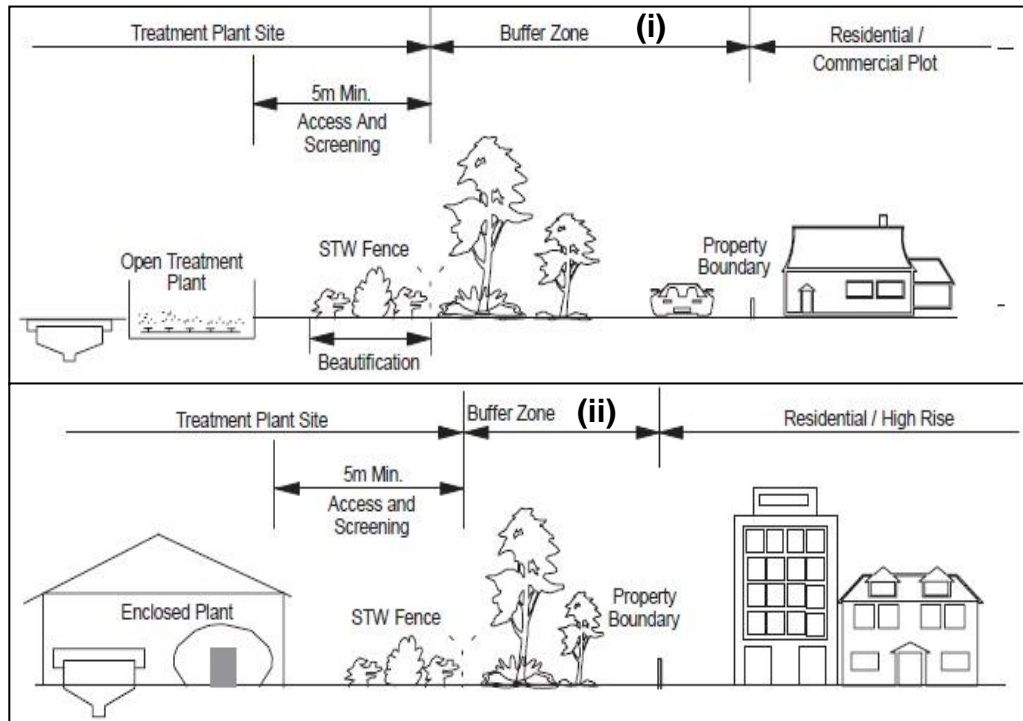 Treatment Plant Site
Buffer Zone
(i)
Residential /
Commercial Plot
5m Min.
Access And
Screening
STW Fence
Open Treatment
Plant
Property
Boundary
Beautification
Treatment Plant Site
Buffer Zone
(ii)
Residential / High Rise
5m Min.
Access and
Screening
Enclosed Plant
STW Fence
Property
Boundary